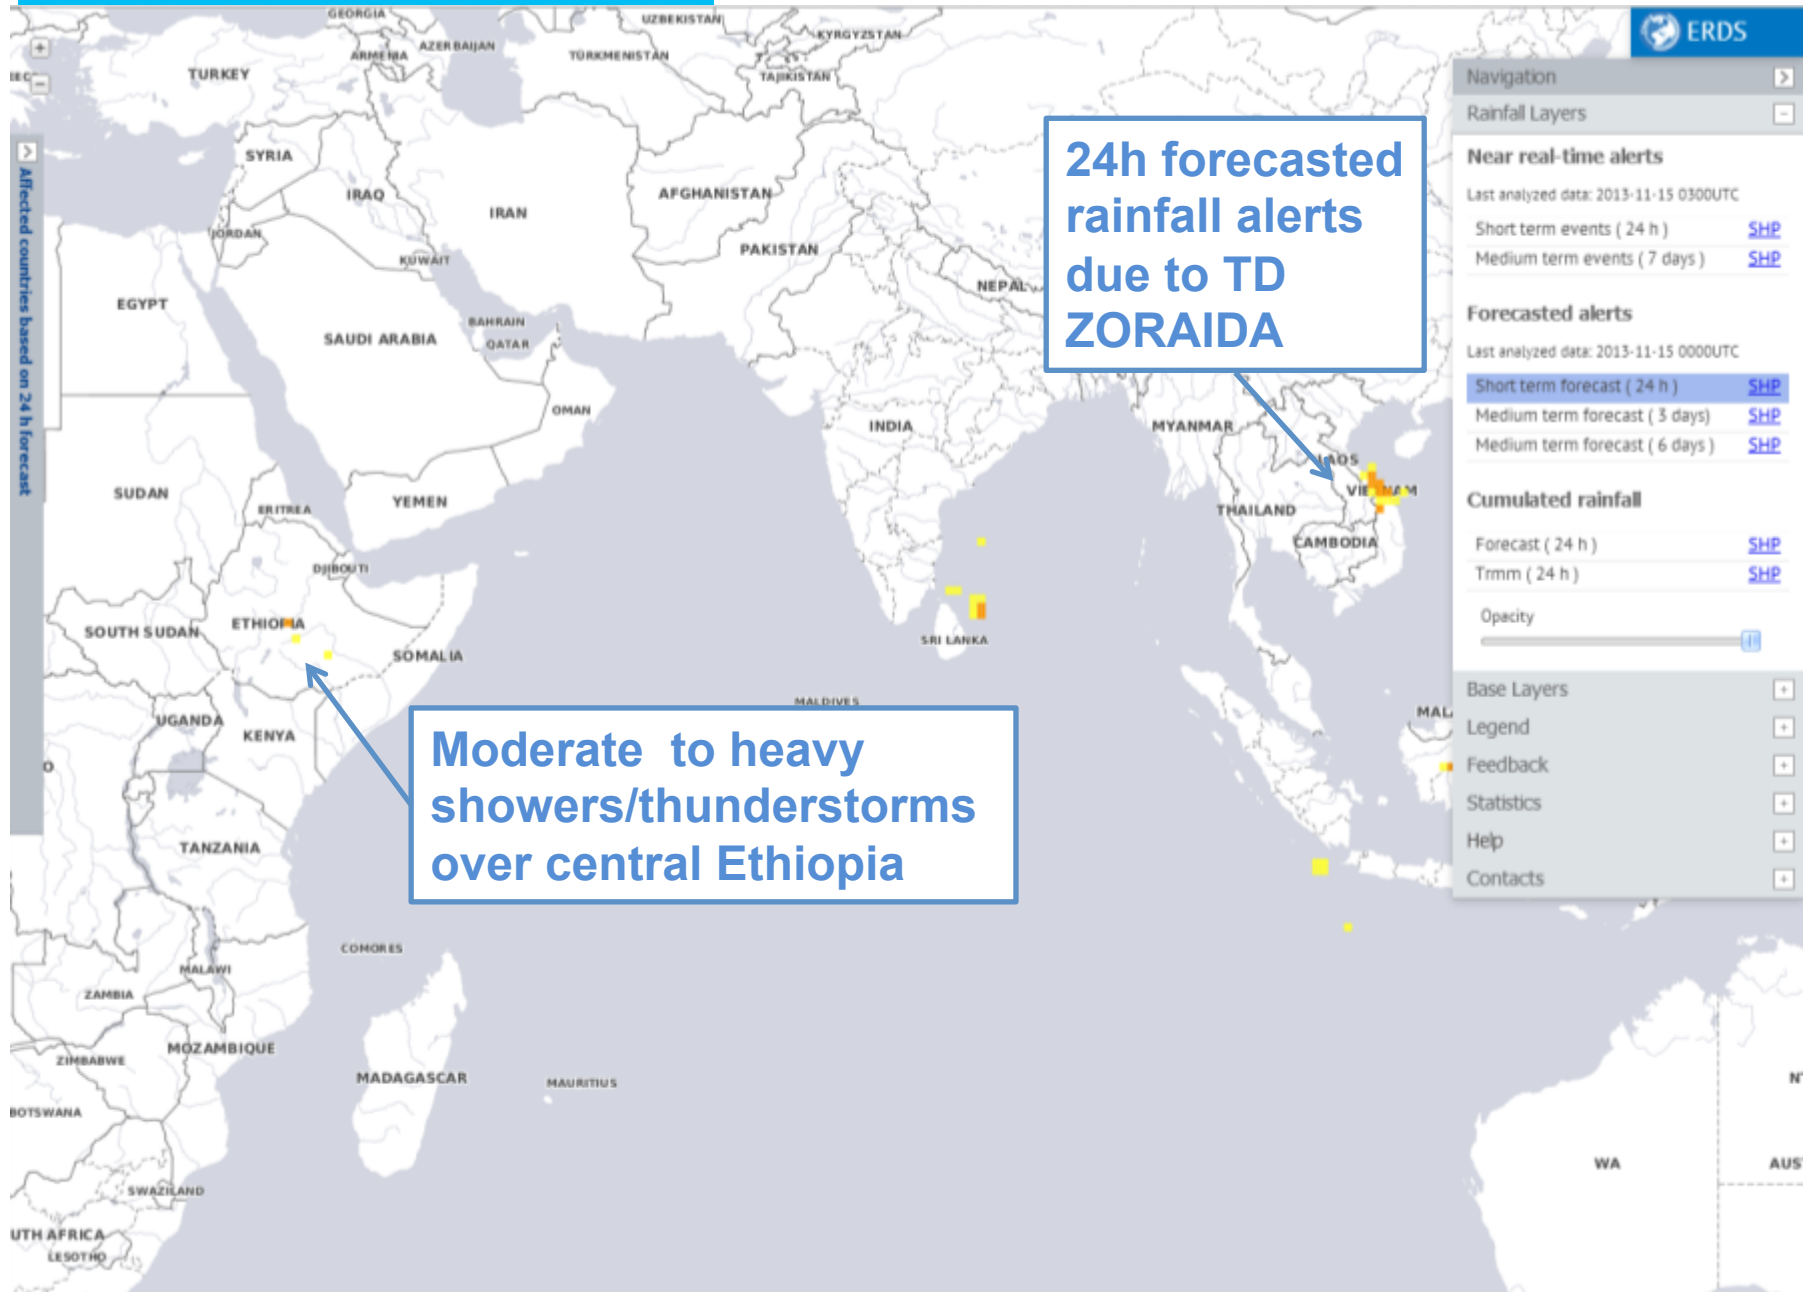 GEORGIA
UZBEKISTAN
KYRGYZSTAN
ARMENIA
AZERBAIJAN
TURKMENISTAN
TAJIKISTAN
TURKEY
SYRIA
IRAQ
IRAN
AFGHANISTAN
JORDAN
KUWAIT
PAKISTAN
NEPAL
EGYPT
SAUDI ARABIA
BAHRAIN
QATAR
OMAN
INDIA
MYANMAR
LAOS
SUDAN
ERITREA
YEMEN
THAILAND
VIETNAM
CAMBODIA
DJIBOUTI
SOUTH SUDAN
ETHIOPIA
SOMALIA
SRI LANKA
MALDIVES
UGANDA
KENYA
MAL
O
TANZANIA
COMORES
MALAWI
ZAMBIA
ZIMBABWE
MOZAMBIQUE
MADAGASCAR
MAURITIUS
BOTSWANA
SWAZILAND
UTH AFRICA
LESOTHO
WA
AUS
Affected countries based on 24 h forecast
24h forecasted
rainfall alerts
due to TD
ZORAIDA
Moderate to heavy
showers/thunderstorms
over central Ethiopia
ERDS
Navigation
Rainfall Layers
Near real-time alerts
Last analyzed data: 2013-11-15 0300UTC
Short term events ( 24 h ) SHP
Medium term events ( 7 days ) SHP
Forecasted alerts
Last analyzed data: 2013-11-15 0000UTC
Short term forecast ( 24 h ) SHP
Medium term forecast ( 3 days) SHP
Medium term forecast ( 6 days ) SHP
Cumulated rainfall
Forecast ( 24 h ) SHP
Trmm ( 24 h ) SHP
Opacity
Base Layers
Legend
Feedback
Statistics
Help
Contacts